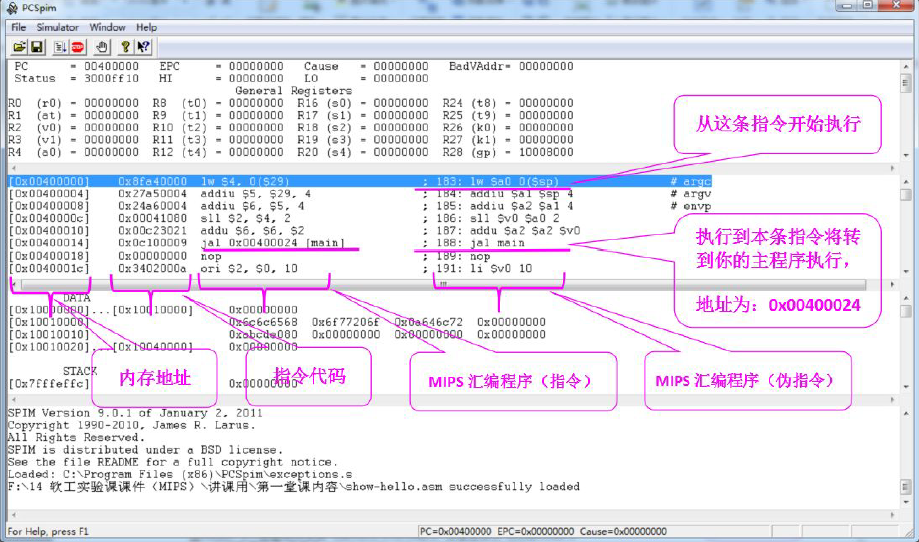 PCSpim
File Simulator Window Help
PC = 00400000 EPC = 00000000 Cause = 00000000 BadVAddr= 00000000
Status = 3000ff10 HI = 00000000 LO = 00000000
General Registers
R0 (r0) = 00000000 R8 (t0) = 00000000 R16 (s0) = 00000000 R24 (t8) = 00000000
R1 (at) = 00000000 R9 (t1) = 00000000 R17 (s1) = 00000000 R25 (t9) = 00000000
R2 (v0) = 00000000 R10 (t2) = 00000000 R18 (s2) = 00000000 R26 (k0) = 00000000
R3 (v1) = 00000000 R11 (t3) = 00000000 R19 (s3) = 00000000 R27 (k1) = 00000000
R4 (a0) = 00000000 R12 (t4) = 00000000 R20 (s4) = 00000000 R28 (gp) = 10008000
从这条指令开始执行
[0x00400000] 0x8fa40000 lw $4, 0($29) ; 183: lw $a0 0($sp) # argc
[0x00400004] 0x27a50004 addiu $5, $29, 4 ; 184: addiu $a1 $sp 4 # argv
[0x00400008] 0x24a60004 addiu $6, $5, 4 ; 185: addiu $a2 $a1 4 # envp
[0x0040000c] 0x00041080 sll $2, $4, 2 ; 186: sll $v0 $a0 2
[0x00400010] 0x00c23021 addu $6, $6, $2 ; 187: addu $a2 $a2 $v0
[0x00400014] 0x0c100009 jal 0x00400024 [main] ; 188: jal main
[0x00400018] 0x00000000 nop ; 189: nop
[0x0040001c] 0x3402000a ori $2, $0, 10 ; 191: li $v0 10
执行到本条指令将转
到你的主程序执行，
地址为：0x00400024
DATA
[0x10000000]...[0x10010000] 0x00000000
[0x10010000] 0x6c6c6568 0x6f77206f 0x0a646c72 0x00000000
[0x10010010] 0x00000000 0x00000000 0x00000000
[0x10010020]...[0x10040000] 0x00000000
STACK
[0x7fffeffc] 0x00000000
内存地址
指令代码
MIPS 汇编程序（指令）
MIPS 汇编程序（伪指令）
SPIM Version 9.0.1 of January 2, 2011
Copyright 1990-2010, James R. Larus.
All Rights Reserved.
SPIM is distributed under a BSD license.
See the file README for a full copyright notice.
Loaded: C:\Program Files (x86)\PCSpim\exceptions.s
F:\14 软工实验课课件（MIPS）\讲课用\第一堂课内容\show-hello.asm successfully loaded
For Help, press F1
PC=0x00400000 EPC=0x00000000 Cause=0x00000000